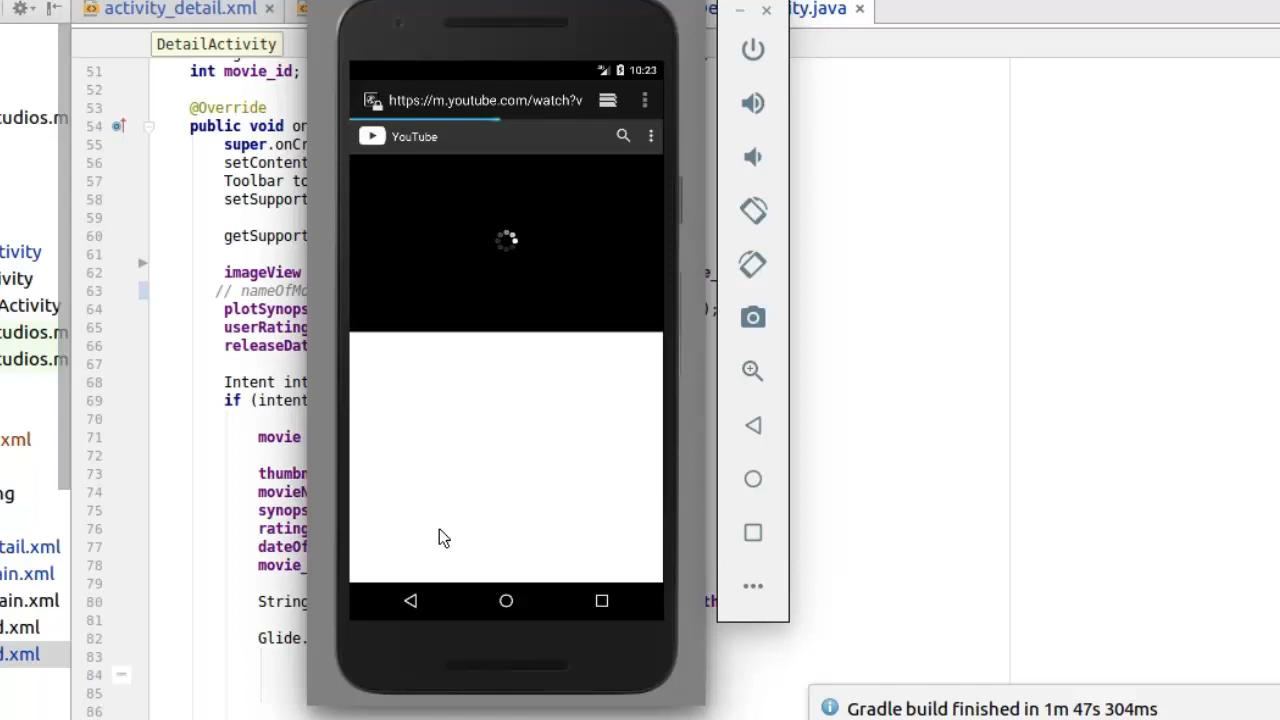 activity_detail.xml
ity.java
DetailActivity
51 int movie_id;
52
53 @Override
54 public void on
55 super.onCr
56 setContent
57 Toolbar to
58 setSupport
59
60 getSupport
61
62 imageView
63 // nameOfMo
64 plotSynops );
65 userRating
66 releaseDat
67
68 Intent int
69 if (intent
70
71 movie
72
73 thumbn
74 movieN
75 synops
76 rating
77 dateOf
78 movie_
79
80 String th
81
82 Glide.
83
84
85
86
tudios.m
tivity
ivity
Activity
tudios.m
tudios.m
xml
ng
tail.xml
in.xml
ain.xml
d.xml
d.xml
10:23
https://m.youtube.com/watch?v
YouTube
Gradle build finished in 1m 47s 304ms